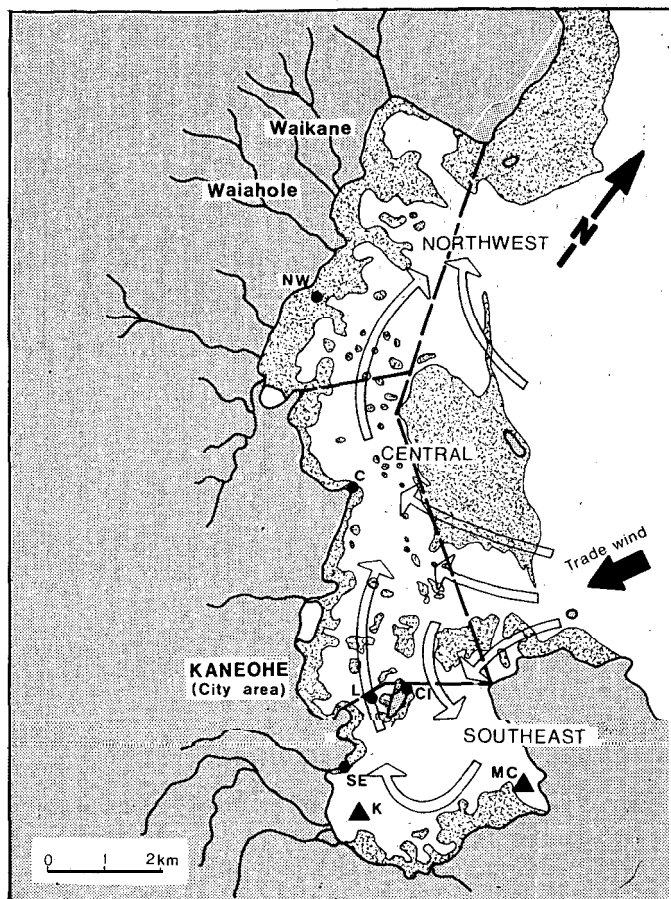 Waikane
Waiahole
NORTHWEST
N
NW
CENTRAL
C
Trade wind
KANEOHE
(City area)
L
CI
SOUTHEAST
SE
MC
K
0 1 2km